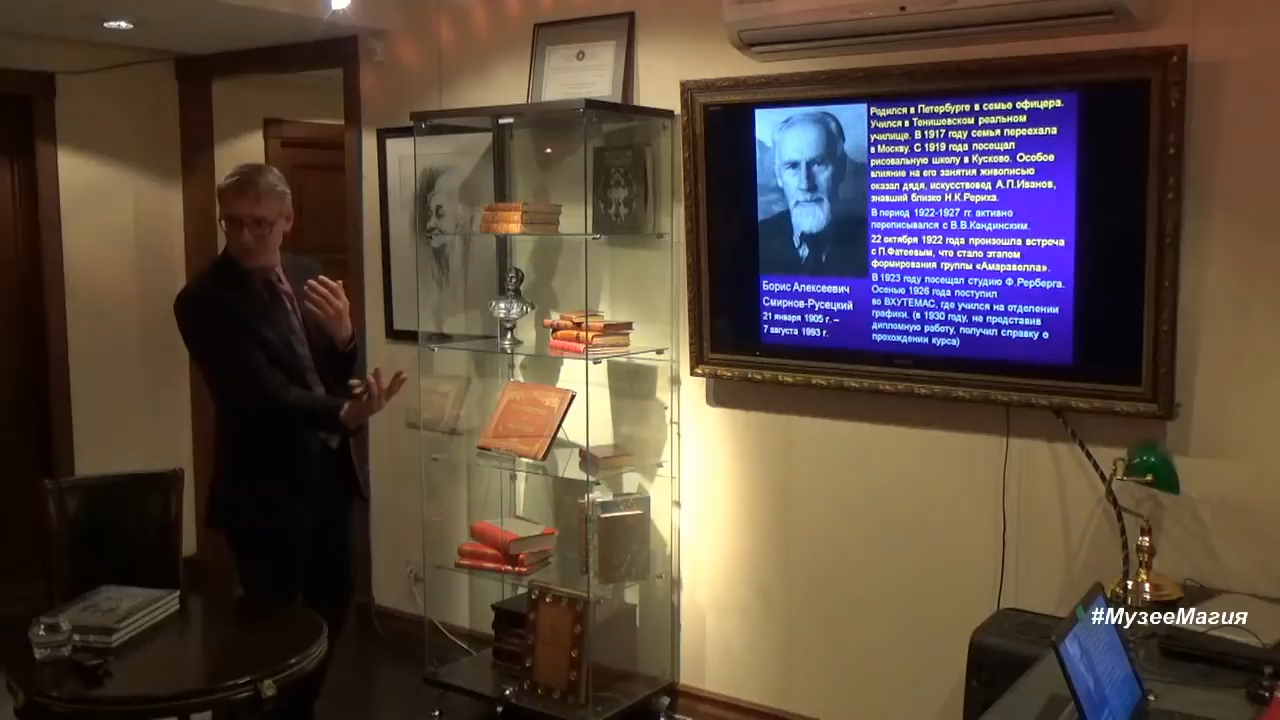 Родился в Петербурге в семье офицера.
Учился в Тенишевском реальном
училище. В 1917 году семья переехала
в Москву. С 1919 года посещал
рисовальную школу в Кусково. Особое
влияние на его занятия живописью
оказал дядя, искусствовед А.П.Иванов,
знавший близко Н.К.Рериха.
В период 1922-1927 гг. активно
переписывался с В.В.Кандинским.
22 октября 1922 года произошла встреча
с П.Фатеевым, что стало этапом
формирования группы «Амаравелла».
В 1923 году посещал студию Ф.Рерберга.
Осенью 1926 года поступил
во ВХУТЕМАС, где учился на отделении
графики. (в 1930 году, не представив
дипломную работу, получил справку о
прохождении курса)
Борис Алексеевич
Смирнов-Русецкий
21 января 1905 г. –
7 августа 1993 г.
#МузееМагия